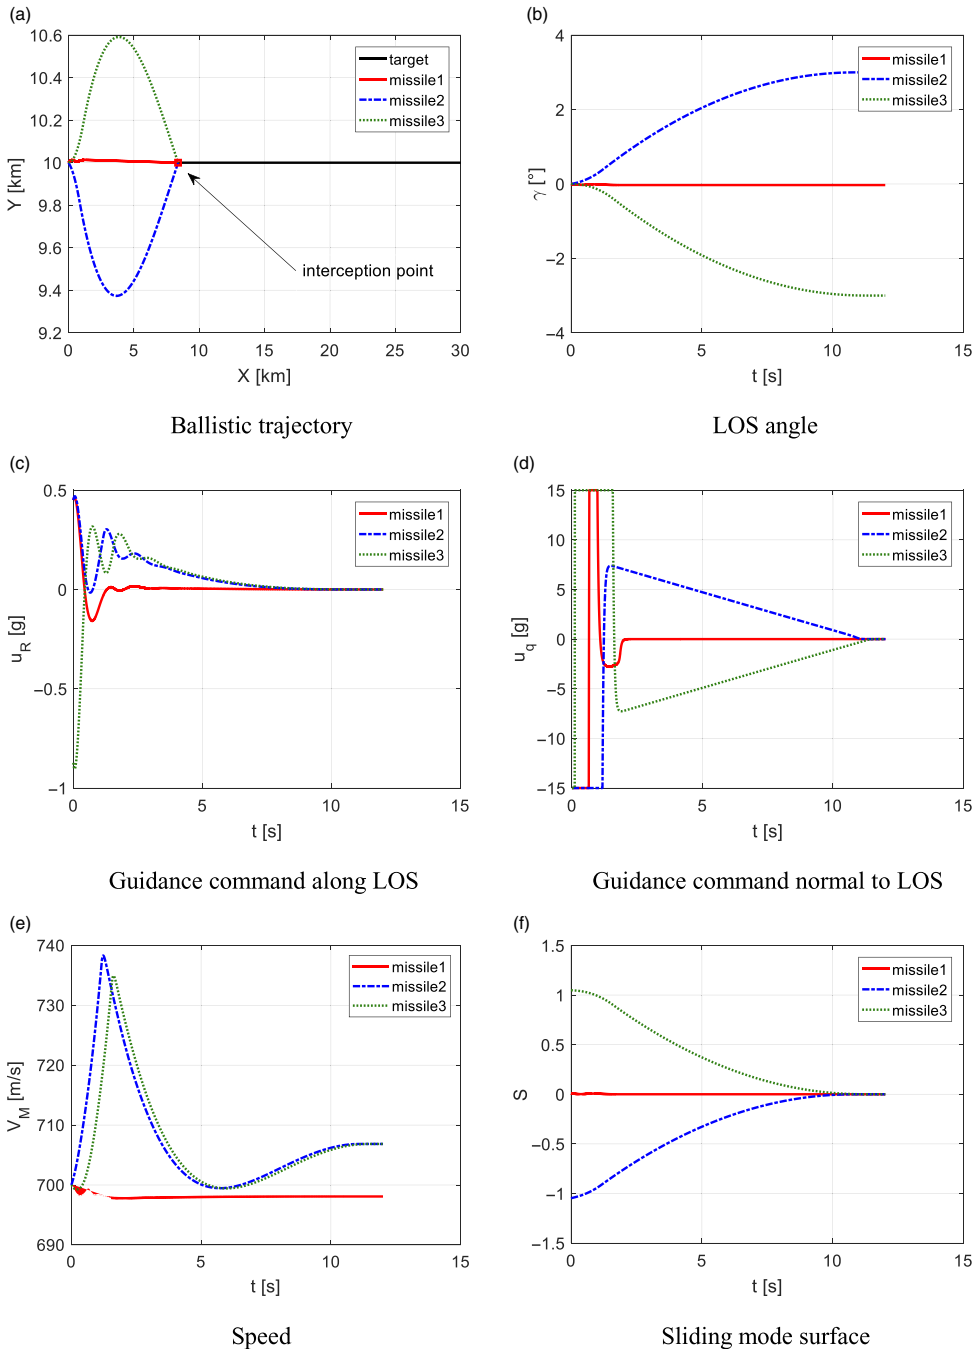 (a)
10.6
10.4
10.2
10
9.8
9.6
9.4
9.2
Y [km]
target
missile1
missile2
missile3
interception point
0 5 10 15 20 25 30
X [km]
Ballistic trajectory
(b)
4
2
0
−2
−4
γ [°]
missile1
missile2
missile3
0 5 10 15
t [s]
LOS angle
(c)
0.5
0
−0.5
−1
u_R [g]
missile1
missile2
missile3
0 5 10 15
t [s]
Guidance command along LOS
(d)
15
10
5
0
−5
−10
−15
u_q [g]
missile1
missile2
missile3
0 5 10 15
t [s]
Guidance command normal to LOS
(e)
740
730
720
710
700
690
V_M [m/s]
missile1
missile2
missile3
0 5 10 15
t [s]
Speed
(f)
1.5
1
0.5
0
−0.5
−1
−1.5
S
missile1
missile2
missile3
0 5 10 15
t [s]
Sliding mode surface